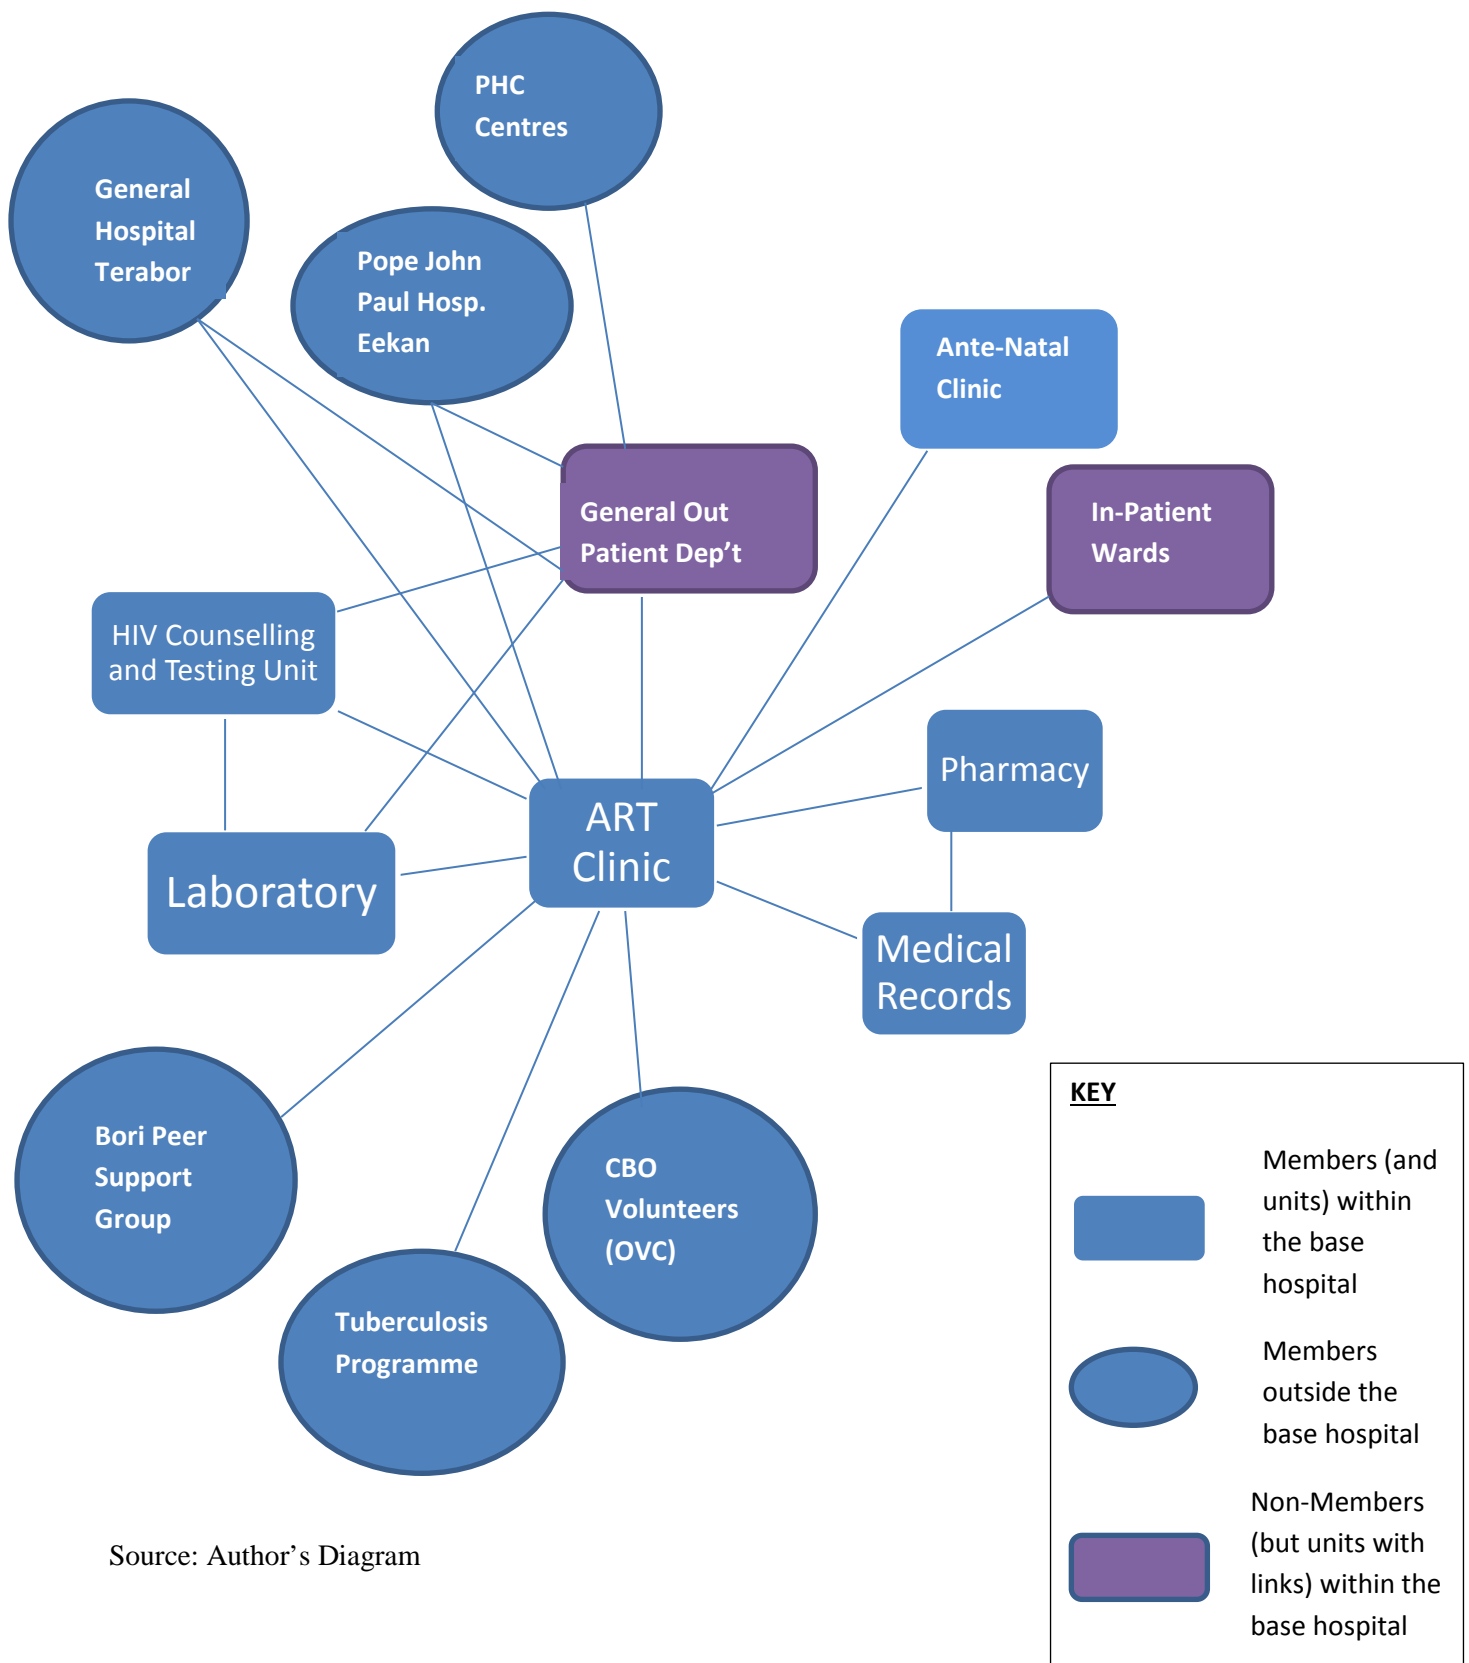 PHC
Centres
General
Hospital
Terabor
Pope John
Paul Hosp.
Eekan
Ante-Natal
Clinic
General Out
Patient Dep’t
In-Patient
Wards
HIV Counselling
and Testing Unit
Pharmacy
ART
Clinic
Laboratory
Medical
Records
Bori Peer
Support
Group
CBO
Volunteers
(OVC)
Tuberculosis
Programme
KEY
Members (and
units) within
the base
hospital
Members
outside the
base hospital
Non-Members
(but units with
links) within the
base hospital
Source: Author’s Diagram